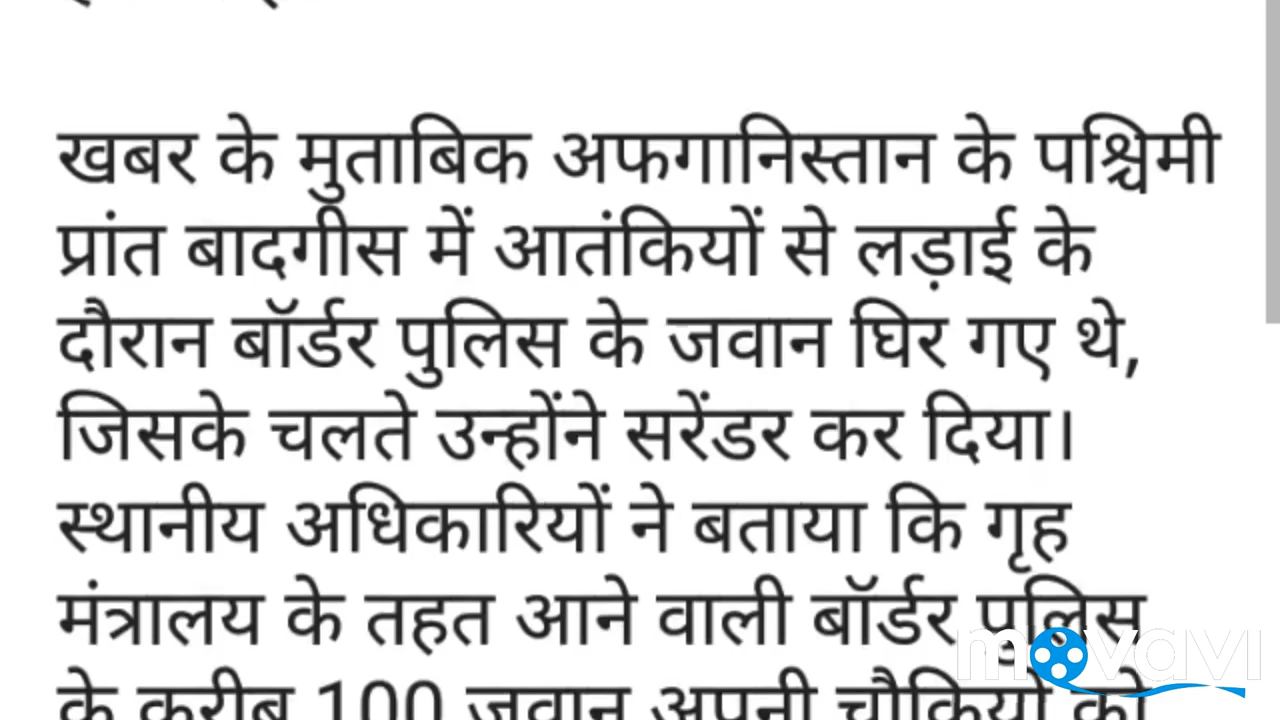 खबर के मुताबिक अफगानिस्तान के पश्चिमी
प्रांत बादगीस में आतंकियों से लड़ाई के
दौरान बॉर्डर पुलिस के जवान घिर गए थे,
जिसके चलते उन्होंने सरेंडर कर दिया।
स्थानीय अधिकारियों ने बताया कि गृह
मंत्रालय के तहत आने वाली बॉर्डर पुलिस
के करीब 100 जवान अपनी चौकियों को
movavi